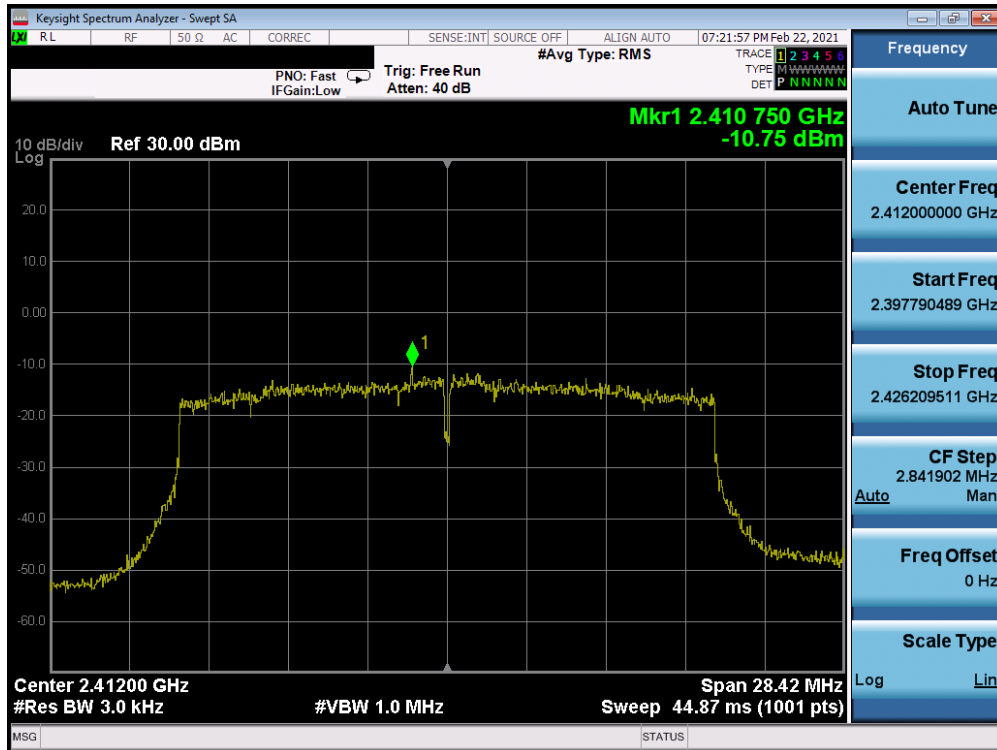 Keysight Spectrum Analyzer - Swept SA
LXI RL RF 50 Ω AC CORREC SENSE:INT SOURCE OFF ALIGN AUTO 07:21:57 PM Feb 22, 2021
#Avg Type: RMS TRACE 1 2 3 4 5 6
PNO: Fast Trig: Free Run TYPE M WWWWW
IFGain:Low Atten: 40 dB DET P N N N N N
Mkr1 2.410 750 GHz
-10.75 dBm
10 dB/div Ref 30.00 dBm
Log
20.0
10.0
0.00
1
-10.0
-20.0
-30.0
-40.0
-50.0
-60.0
Center 2.41200 GHz Span 28.42 MHz
#Res BW 3.0 kHz #VBW 1.0 MHz Sweep 44.87 ms (1001 pts)
MSG STATUS
Frequency
Auto Tune
Center Freq
2.412000000 GHz
Start Freq
2.397790489 GHz
Stop Freq
2.426209511 GHz
CF Step
2.841902 MHz
Auto Man
Freq Offset
0 Hz
Scale Type
Log Lin